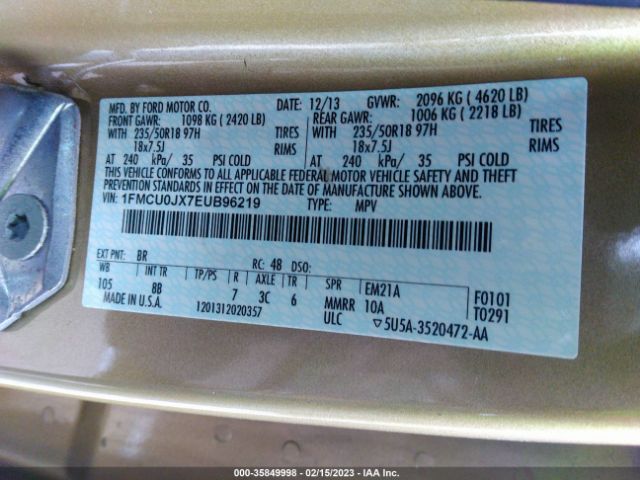 MFD. BY FORD MOTOR CO. DATE: 12/13 GVWR: 2096 KG ( 4620 LB)
FRONT GAWR: 1098 KG ( 2420 LB) REAR GAWR: 1006 KG ( 2218 LB)
WITH 235/50R18 97H TIRES WITH 235/50R18 97H TIRES
18x7.5J RIMS 18x7.5J RIMS
AT 240 kPa/ 35 PSI COLD AT 240 kPa/ 35 PSI COLD
THIS VEHICLE CONFORMS TO ALL APPLICABLE FEDERAL MOTOR VEHICLE SAFETY AND THEFT
PREVENTION STANDARDS IN EFFECT ON THE DATE OF MANUFACTURE SHOWN ABOVE.
VIN: 1FMCU0JX7EUB96219 TYPE: MPV
EXT PNT: BR RC: 48 DSO:
WB INT TR TP/PS R AXLE TR SPR EM21A F0101
105 8B 7 3C 6 MMRR 10A T0291
MADE IN U.S.A. 1201312020357 ULC ▽5U5A-3520472-AA
000-35849998 - 02/15/2023 - IAA Inc.